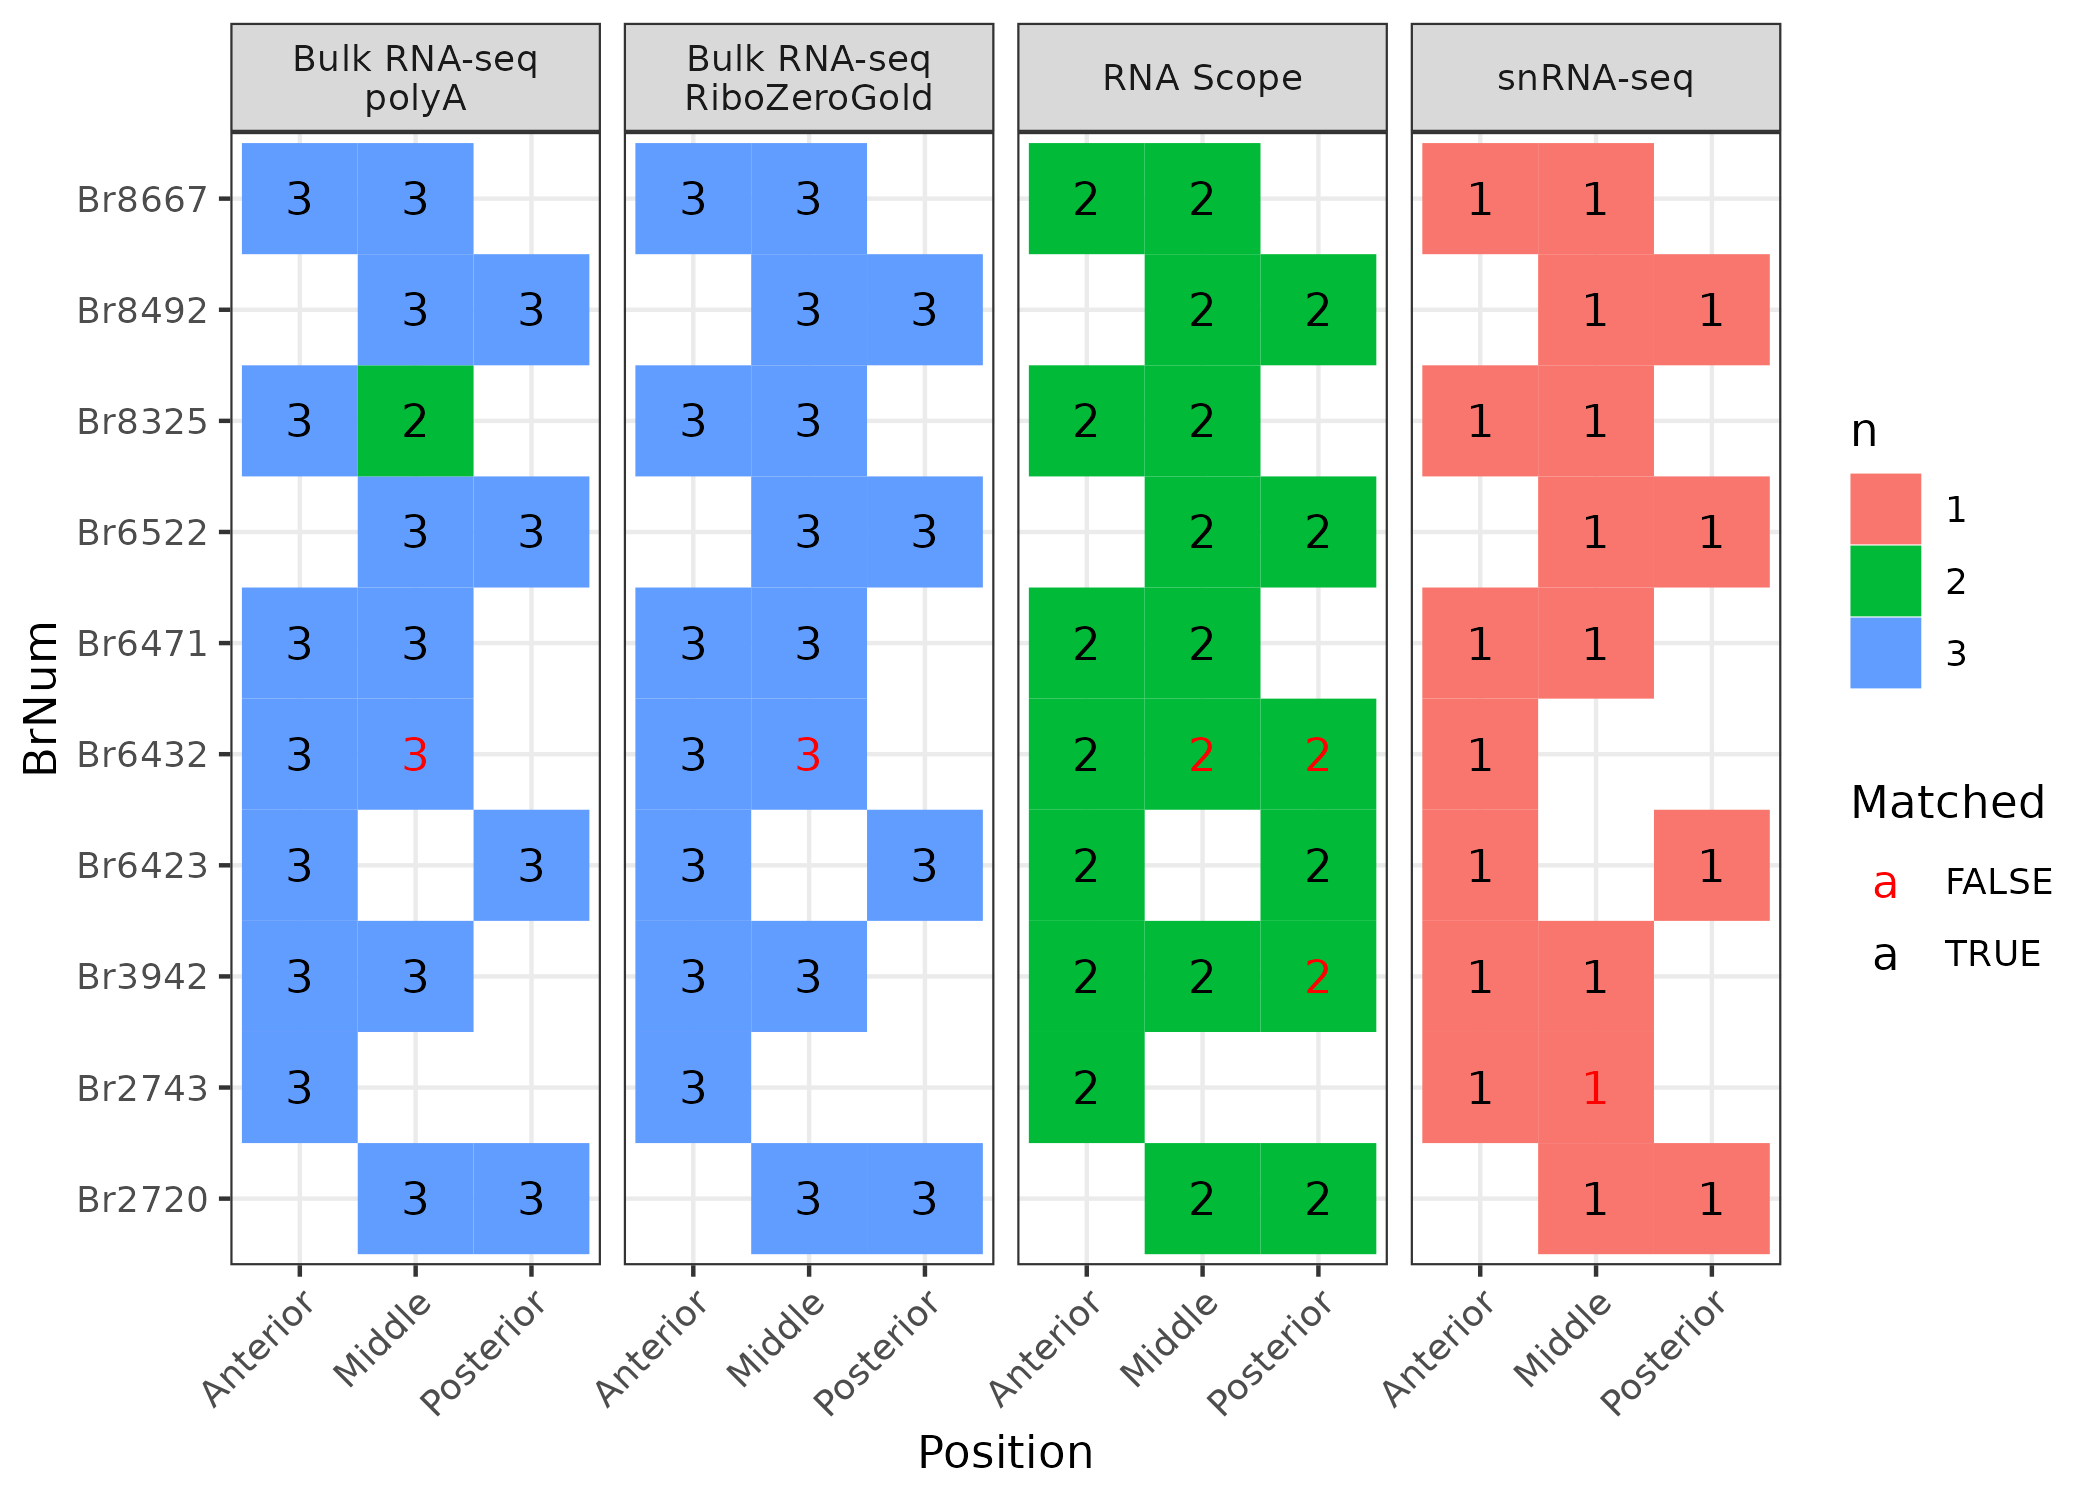 Bulk RNA-seq
polyA
Bulk RNA-seq
RiboZeroGold
RNA Scope
snRNA-seq
BrNum
Br8667 3 3 3 3 2 2 1 1
Br8492 3 3 3 3 2 2 1 1
Br8325 3 2 3 3 2 2 1 1
Br6522 3 3 3 3 2 2 1 1
Br6471 3 3 3 3 2 2 1 1
Br6432 3 3 3 3 2 2 2 1
Br6423 3 3 3 3 2 2 1 1
Br3942 3 3 3 3 2 2 2 1 1
Br2743 3 3 2 1 1
Br2720 3 3 3 3 2 2 1 1
Anterior Middle Posterior Anterior Middle Posterior Anterior Middle Posterior Anterior Middle Posterior
Position
n
1
2
3
Matched
a FALSE
a TRUE